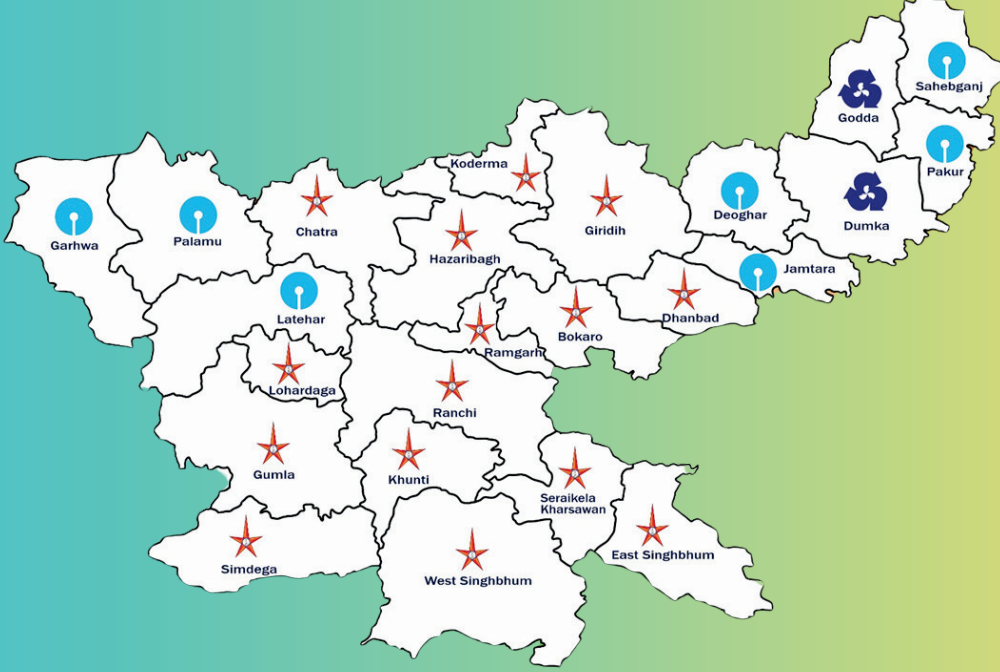 Sahebganj
Godda
Koderma
Pakur
Garhwa
Palamu
Chatra
Giridih
Deoghar
Dumka
Hazaribagh
Jamtara
Latehar
Dhanbad
Bokaro
Ramgarh
Lohardaga
Ranchi
Gumla
Khunti
Seraikela
Kharsawan
Simdega
West Singhbhum
East Singhbhum